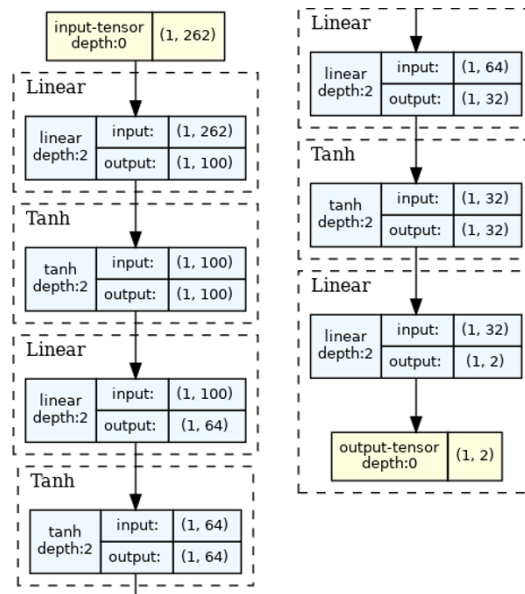 input-tensor
depth:0
(1, 262)
Linear
linear
depth:2
input:
(1, 262)
output:
(1, 100)
Tanh
tanh
depth:2
input:
(1, 100)
output:
(1, 100)
Linear
linear
depth:2
input:
(1, 100)
output:
(1, 64)
Tanh
tanh
depth:2
input:
(1, 64)
output:
(1, 64)
Linear
linear
depth:2
input:
(1, 64)
output:
(1, 32)
Tanh
tanh
depth:2
input:
(1, 32)
output:
(1, 32)
Linear
linear
depth:2
input:
(1, 32)
output:
(1, 2)
output-tensor
depth:0
(1, 2)